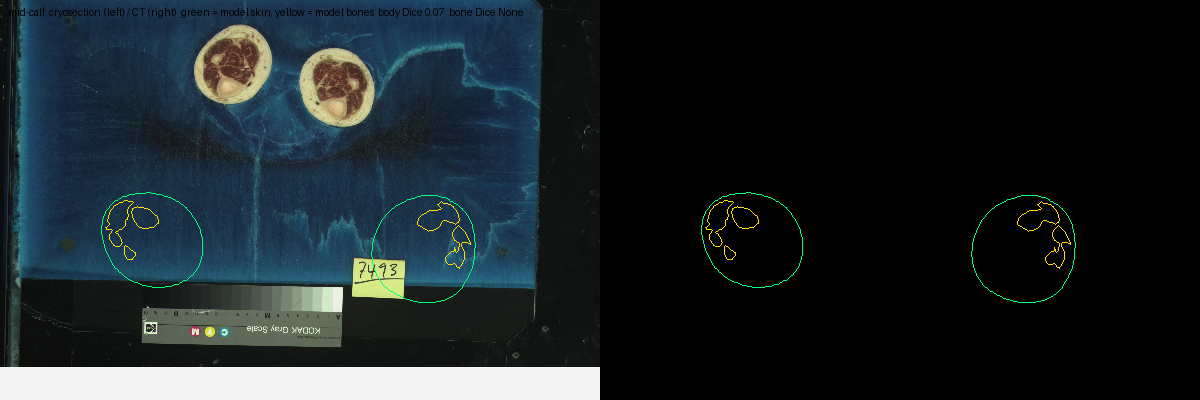 mid-calf cryosection (left) / CT (right) green = model skin, yellow = model bones body Dice 0.07 bone Dice None
7493
KODAK Gray Scale
C Y M
A M B